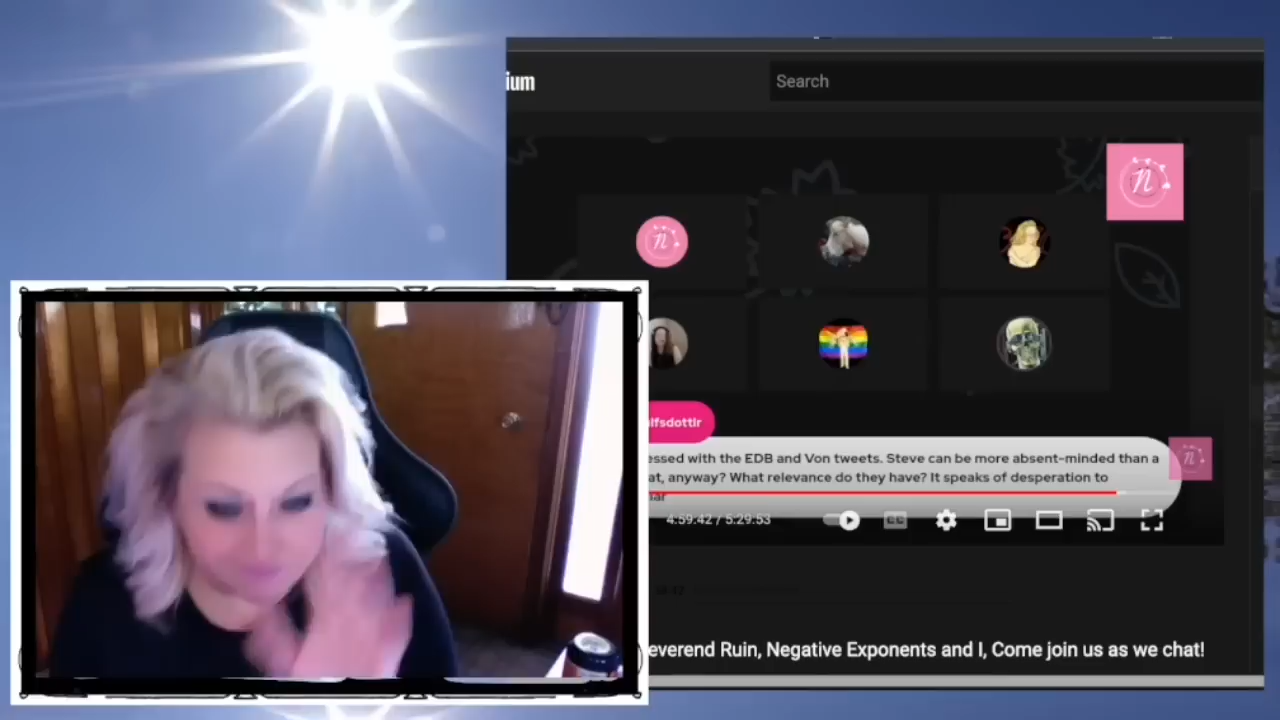 ium
Search
n
n
lfsdottir
essed with the EDB and Von tweets. Steve can be more absent-minded than a
at, anyway? What relevance do they have? It speaks of desperation to
n
4:59:42 / 5:29:53
CC
everend Ruin, Negative Exponents and I, Come join us as we chat!